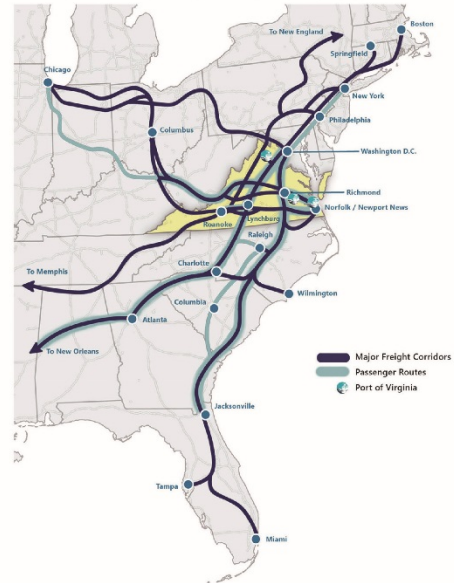 Boston
To New England
Springfield
Chicago
New York
Philadelphia
Columbus
Washington D.C.
Richmond
Norfolk / Newport News
Lynchburg
Roanoke
Raleigh
To Memphis
Charlotte
Wilmington
Columbia
Atlanta
To New Orleans
Major Freight Corridors
Passenger Routes
Port of Virginia
Jacksonville
Tampa
Miami